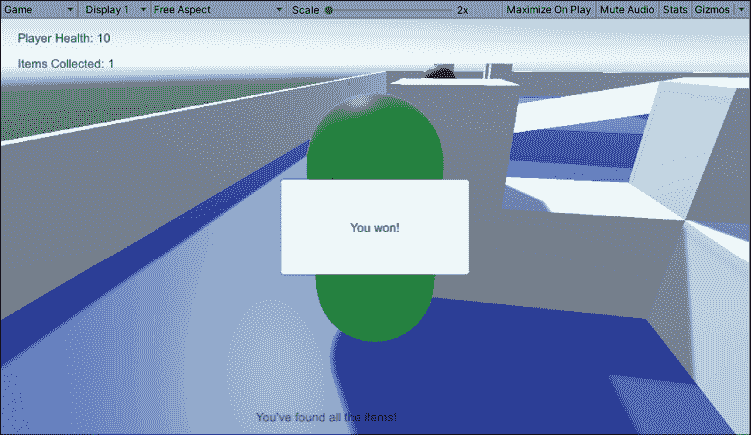 Game Display 1 Free Aspect Scale 2x Maximize On Play Mute Audio Stats Gizmos
Player Health: 10
Items Collected: 1
You won!
You've found all the items!